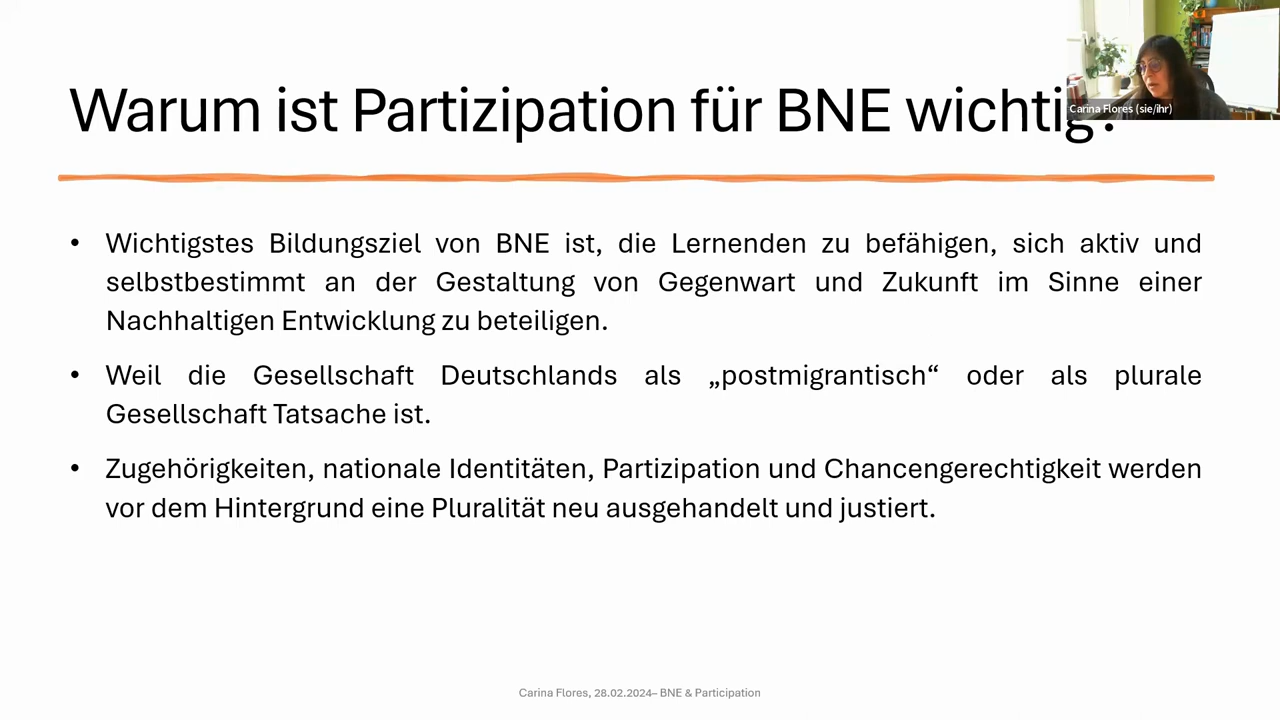 Warum ist Partizipation für BNE wichtig?
Carina Flores (sie/ihr)
• Wichtigstes Bildungsziel von BNE ist, die Lernenden zu befähigen, sich aktiv und
selbstbestimmt an der Gestaltung von Gegenwart und Zukunft im Sinne einer
Nachhaltigen Entwicklung zu beteiligen.
• Weil die Gesellschaft Deutschlands als „postmigrantisch“ oder als plurale
Gesellschaft Tatsache ist.
• Zugehörigkeiten, nationale Identitäten, Partizipation und Chancengerechtigkeit werden
vor dem Hintergrund eine Pluralität neu ausgehandelt und justiert.
Carina Flores, 28.02.2024– BNE & Participation